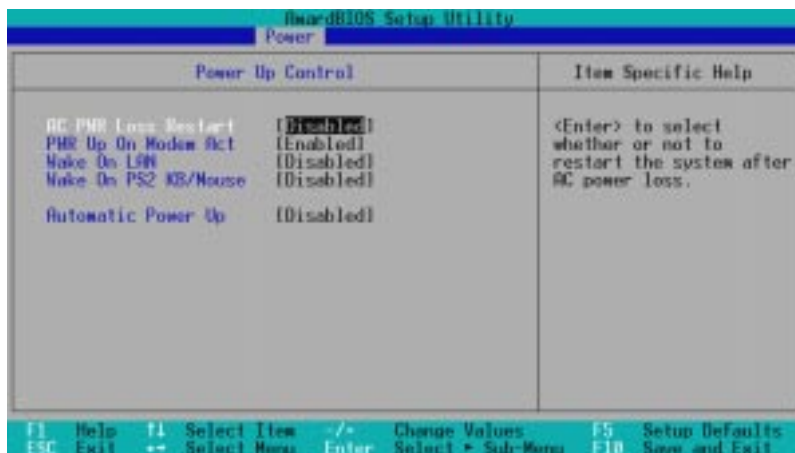 AwardBIOS Setup Utility
Power
Power Up Control
Item Specific Help
AC PWR Loss Restart [Disabled]
PWR Up On Modem Act [Enabled]
Wake On LAN [Disabled]
Wake On PS2 KB/Mouse [Disabled]
Automatic Power Up [Disabled]
<Enter> to select
whether or not to
restart the system after
AC power loss.
F1 Help ↑↓ Select Item -/+ Change Values F5 Setup Defaults
ESC Exit ←→ Select Menu Enter Select ► Sub-Menu F10 Save and Exit